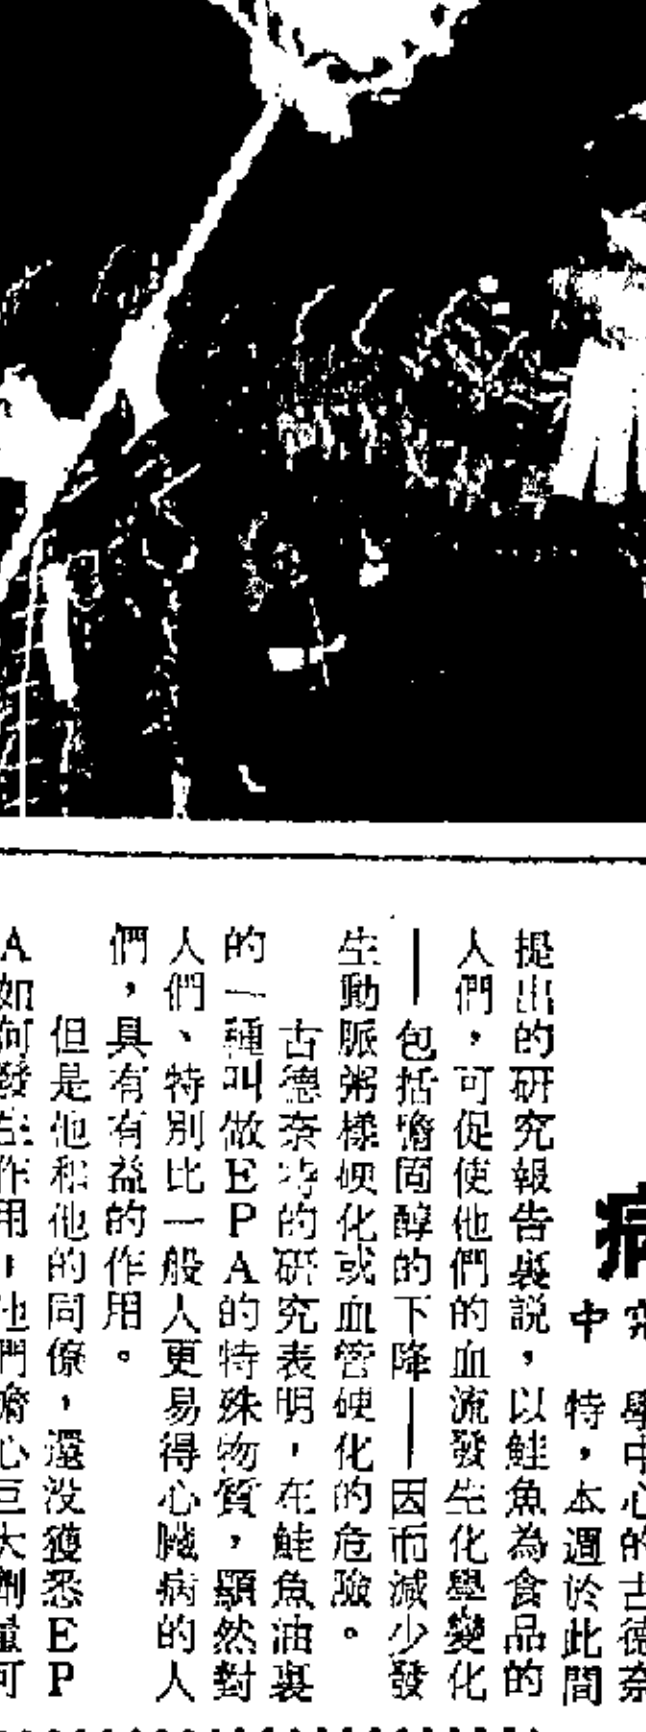 病
究中
學中心的古德奈
特，本週於此間
提出的研究報告裏説，以鮭魚為食品的
人們，可促使他們的血流發生化學變化
——包括膽固醇的下降——因而減少發
生動脈粥樣硬化或血管硬化的危險。
古德奈特的研究表明，在鮭魚油裏
的一種叫做EPA的特殊物質，顯然對
人們、特別比一般人更易得心臟病的人
們，具有有益的作用。
但是他和他的同僚，還没獲悉EP
A如何發生作用，他們擔心巨大劑量可